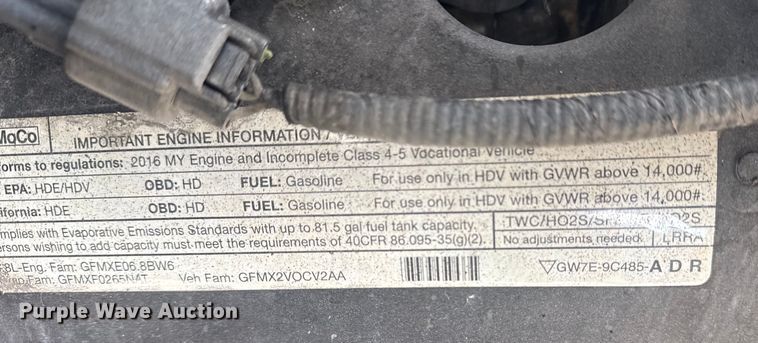 MqCo IMPORTANT ENGINE INFORMATION /
forms to regulations: 2016 MY Engine and Incomplete Class 4-5 Vocational Vehicle
EPA: HDE/HDV OBD: HD FUEL: Gasoline For use only in HDV with GVWR above 14,000#.
ifornia: HDE OBD: HD FUEL: Gasoline For use only in HDV with GVWR above 14,000#.
mplies with Evaporative Emissions Standards with up to 81.5 gal fuel tank capacity. TWC/HO2S/
ersons wishing to add capacity must meet the requirements of 40CFR 86.095-35(g)(2). No adjustments needed. LRRA
8L-Eng. Fam: GFMXE06.8BW6
Fam: GFMXF0265N4T Veh Fam: GFMX2VOCV2AA ▽GW7E-9C485-A D R
Purple Wave Auction